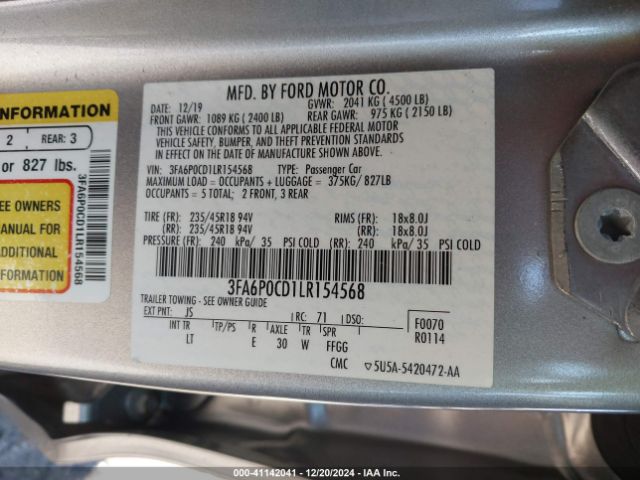 NFORMATION
2 REAR: 3
or 827 lbs.
EE OWNERS
MANUAL FOR
ADDITIONAL
INFORMATION
3FA6P0CD1LR154568
MFD. BY FORD MOTOR CO.
DATE: 12/19 GVWR: 2041 KG ( 4500 LB)
FRONT GAWR: 1089 KG ( 2400 LB) REAR GAWR: 975 KG ( 2150 LB)
THIS VEHICLE CONFORMS TO ALL APPLICABLE FEDERAL MOTOR
VEHICLE SAFETY, BUMPER, AND THEFT PREVENTION STANDARDS
IN EFFECT ON THE DATE OF MANUFACTURE SHOWN ABOVE.
VIN: 3FA6P0CD1LR154568 TYPE: Passenger Car
MAXIMUM LOAD = OCCUPANTS + LUGGAGE = 375KG/ 827LB
OCCUPANTS = 5 TOTAL; 2 FRONT, 3 REAR
TIRE (FR): 235/45R18 94V RIMS (FR): 18x8.0J
(RR): 235/45R18 94V (RR): 18x8.0J
PRESSURE (FR): 240 kPa/ 35 PSI COLD (RR) 240 kPa/ 35 PSI COLD
3FA6P0CD1LR154568
TRAILER TOWING - SEE OWNER GUIDE
EXT PNT: JS RC: 71 DSO: F0070
INT TR TP/PS R AXLE TR SPR R0114
LT E 30 W FFGG
CMC ▽5U5A-5420472-AA
000-41142041 - 12/20/2024 - IAA Inc.